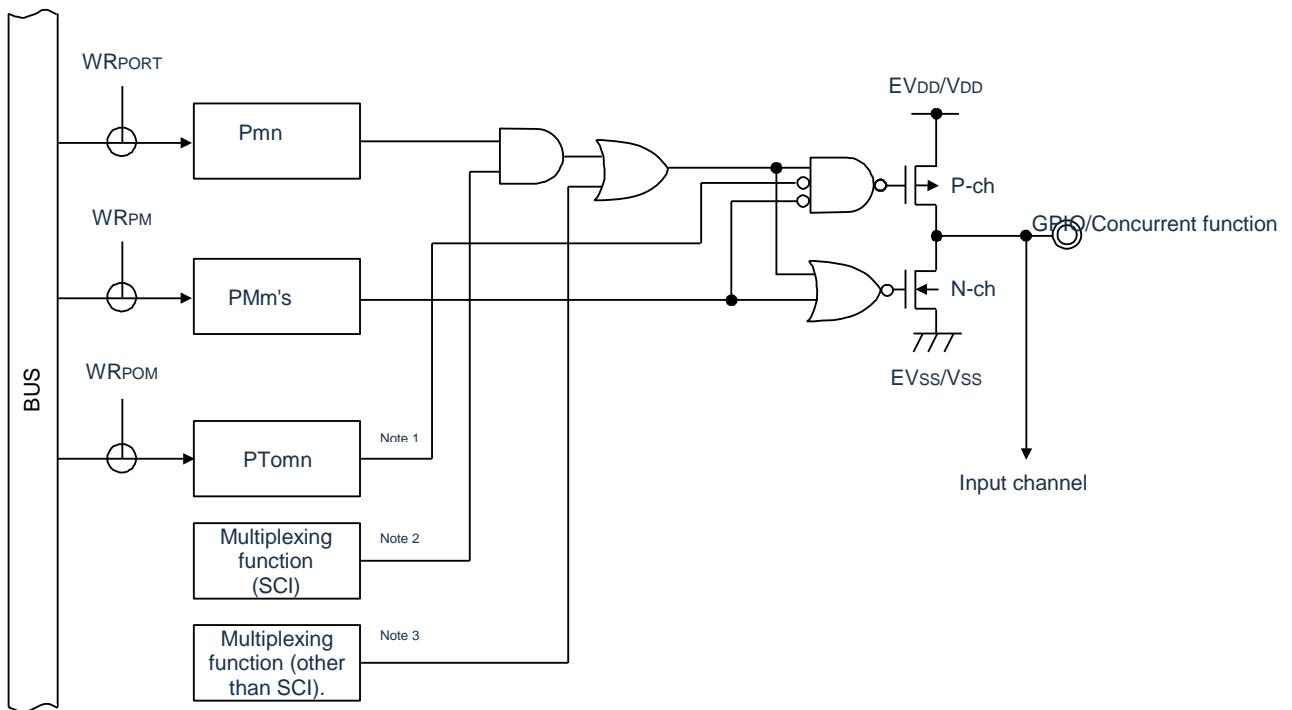 WRPORT
Pmn
EVDD/VDD
P-ch
GPIO/Concurrent function
WRPM
PMm's
N-ch
EVSS/VSS
BUS
WRPOM
PTomn
Note 1
Input channel
Multiplexing
function
(SCI)
Note 2
Multiplexing
function (other
than SCI).
Note 3